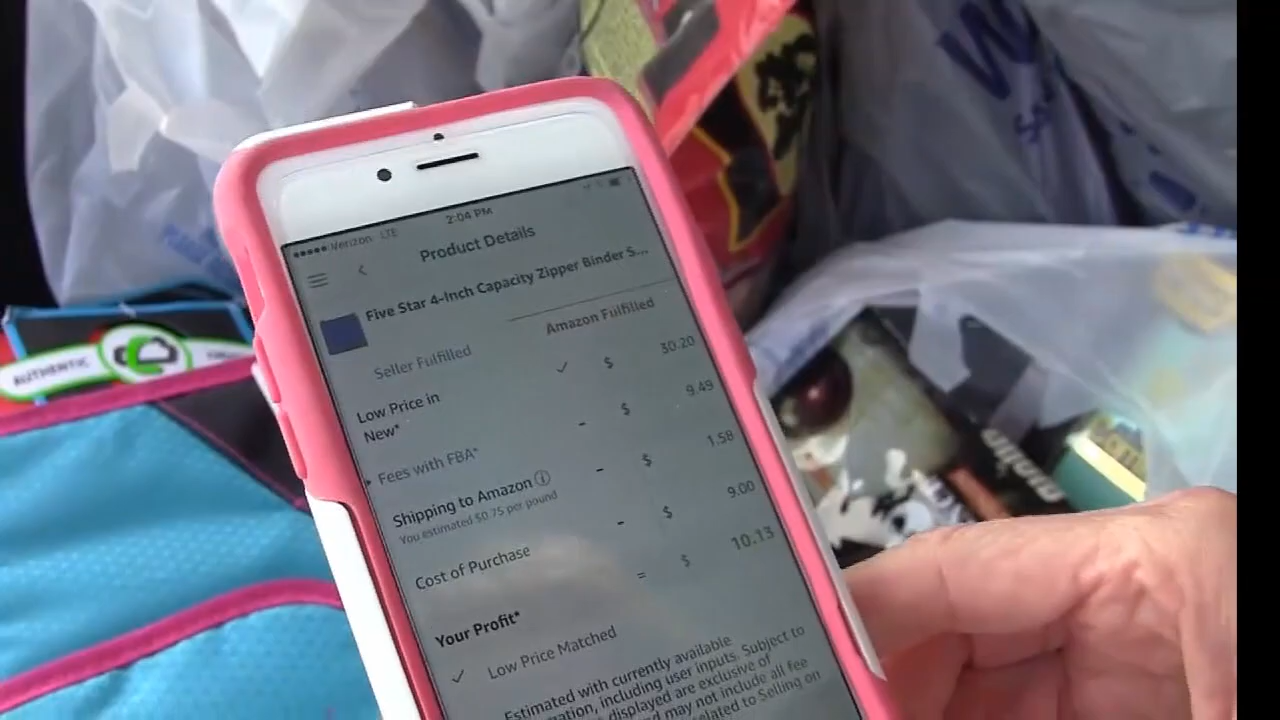 Verizon LTE
2:04 PM
Product Details
Five Star 4-Inch Capacity Zipper Binder S...
Seller Fulfilled
Amazon Fulfilled
Low Price in
New*
$ 30.20
Fees with FBA*
- $ 9.49
Shipping to Amazon
You estimated $0.75 per pound
- $ 1.58
Cost of Purchase
- $ 9.00
Your Profit*
= $ 10.13
Low Price Matched
Estimated with currently available
mation, including user inputs. Subject to
displayed are exclusive of
d may not include all fee
related to Selling on
AUTHENTIC